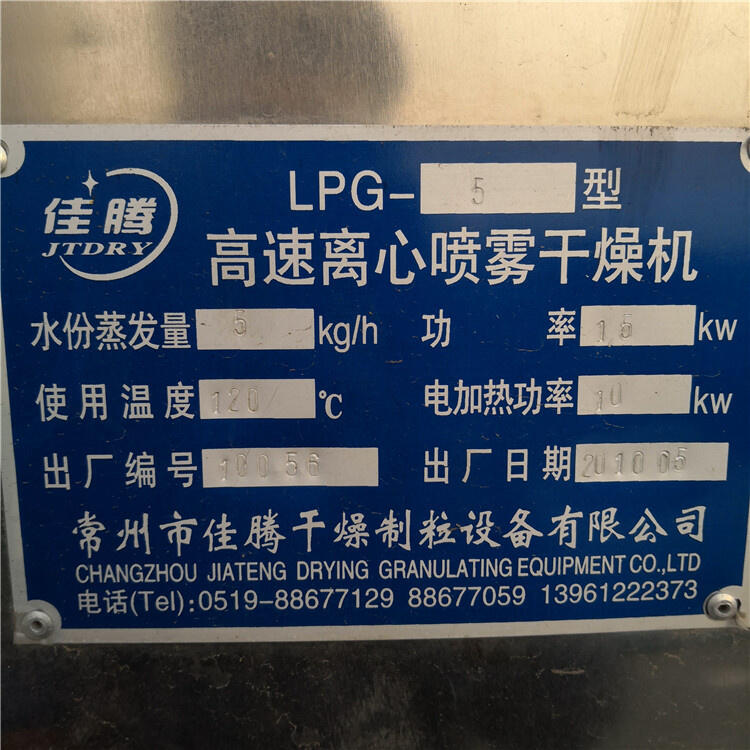 佳腾
JTDRY
LPG-5型
高速离心喷雾干燥机
水份蒸发量 5 kg/h 功率 15 kw
使用温度 120 ℃ 电加热功率 10 kw
出厂编号 10056 出厂日期 201005
常州市佳腾干燥制粒设备有限公司
CHANGZHOU JIATENG DRYING GRANULATING EQUIPMENT CO.,LTD
电话(Tel):0519-88677129 88677059 13961222373